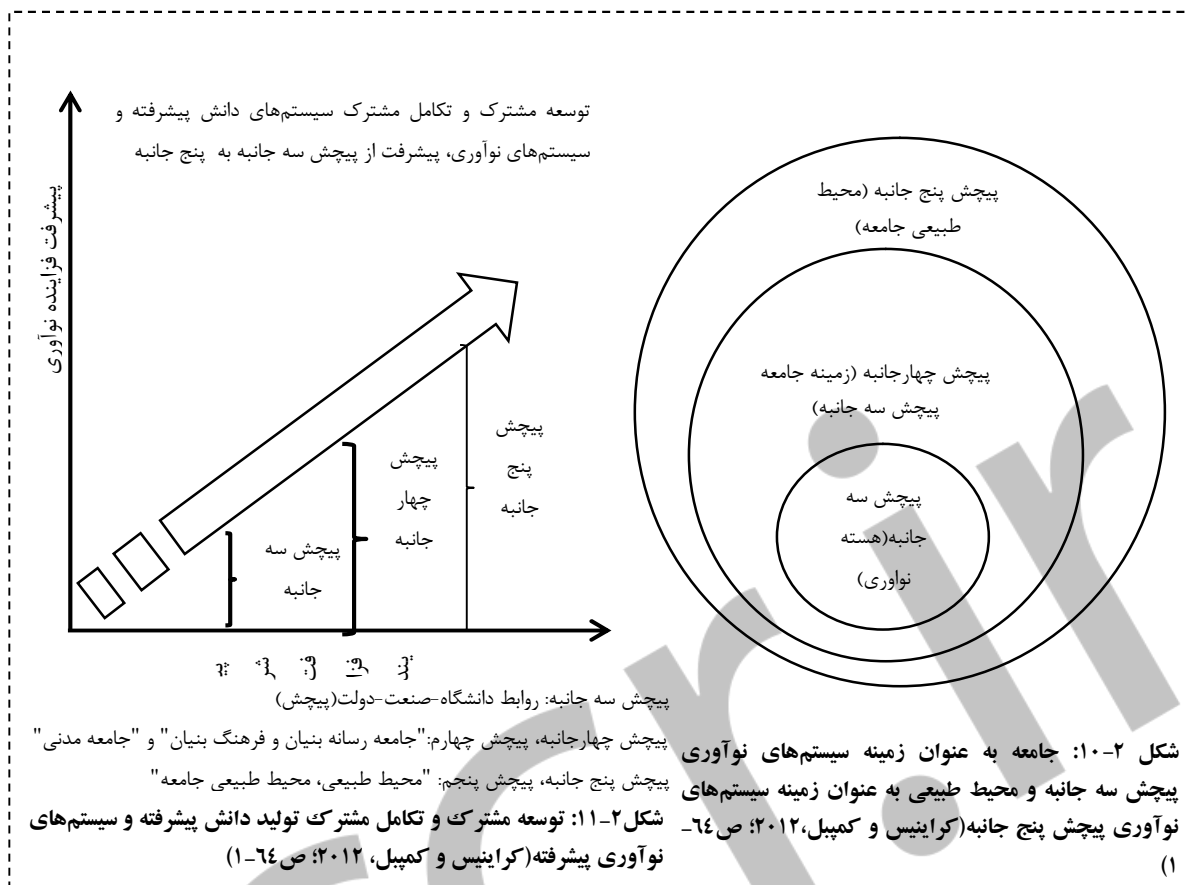 توسعه مشترک و تکامل مشترک سیستم‌های دانش پیشرفته و
سیستم‌های نوآوری، پیشرفت از پیچش سه جانبه به پنج جانبه
پیشرفت فزاینده نوآوری
پیچش سه
جانبه
پیچش
چهار
جانبه
پیچش
پنج
جانبه
پیچش پنج جانبه (محیط
طبیعی جامعه)
پیچش چهارجانبه (زمینه جامعه
پیچش سه جانبه)
پیچش سه
جانبه(هسته
نواوری)
پیشرفت فزایند
پیچش سه جانبه: روابط دانشگاه-صنعت-دولت(پیچش)
پیچش چهارجانبه، پیچش چهارم:"جامعه رسانه بنیان و فرهنگ بنیان" و "جامعه مدنی"
پیچش پنج جانبه، پیچش پنجم: "محیط طبیعی، محیط طبیعی جامعه"
شکل ۲-۱۰: جامعه به عنوان زمینه سیستم‌های نوآوری
پیچش سه جانبه و محیط طبیعی به عنوان زمینه سیستم‌های
نوآوری پیچش پنج جانبه(کراینیس و کمپبل،۲۰۱۲؛ ص٦٤-
۱)
شکل۲-۱۱: توسعه مشترک و تکامل مشترک تولید دانش پیشرفته و سیستم‌های
نوآوری پیشرفته(کراینیس و کمپبل، ۲۰۱۲؛ ص٦٤-۱)